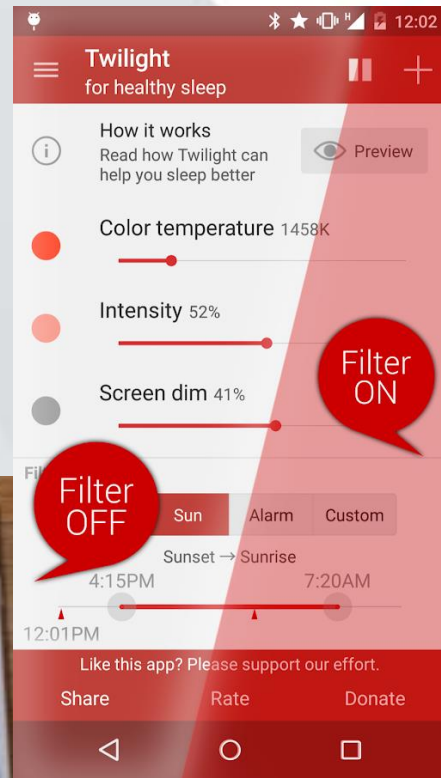 H
12:02
Twilight
for healthy sleep
How it works
Read how Twilight can
help you sleep better
Preview
Color temperature 1458K
Intensity 52%
Filter
ON
Screen dim 41%
Filter
OFF
Sun
Alarm
Custom
Sunset → Sunrise
4:15PM
7:20AM
12:01PM
Like this app? Please support our effort.
Share
Rate
Donate